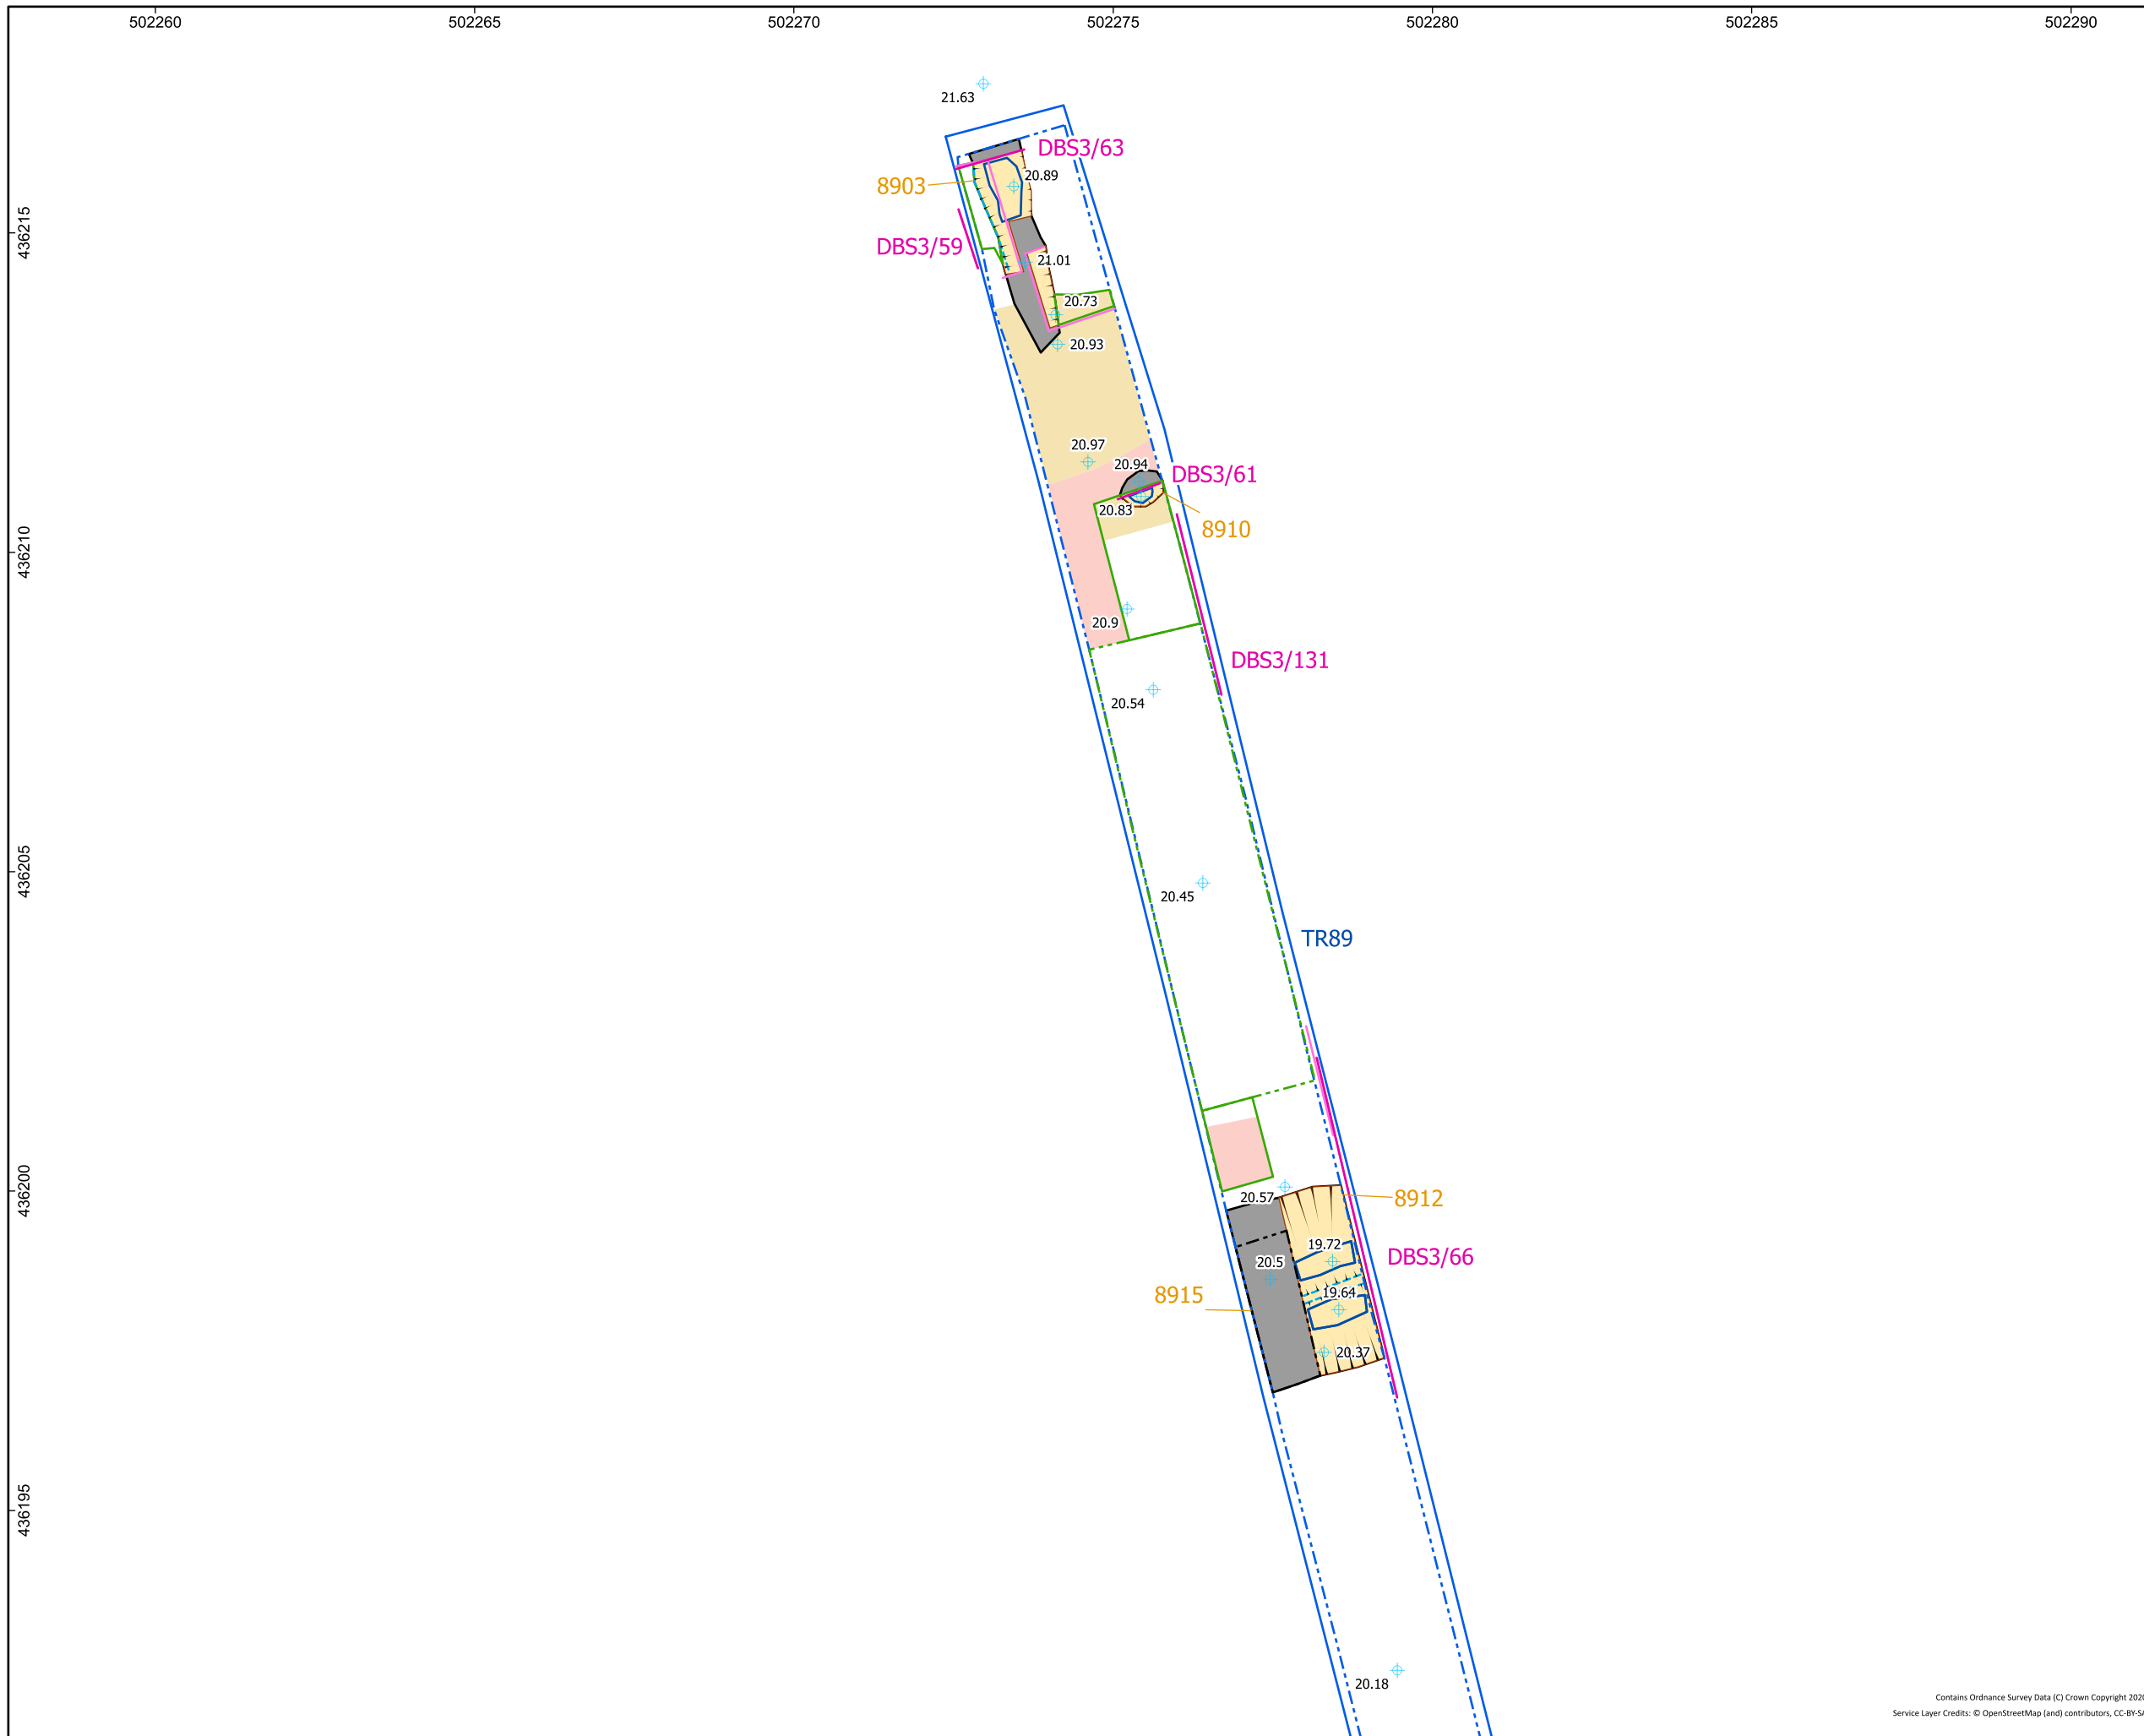 502260 502265 502270 502275 502280 502285 502290
21.63
DBS3/63
20.89
8903
436215
DBS3/59
21.01
20.73
20.93
20.97
20.94
DBS3/61
20.83
8910
436210
20.9
DBS3/131
20.54
436205
20.45
TR89
436200
20.57
8912
19.72
DBS3/66
20.5
19.64
8915
20.37
436195
20.18
Contains Ordnance Survey Data (C) Crown Copyright 2020
Service Layer Credits: © OpenStreetMap (and) contributors, CC-BY-SA